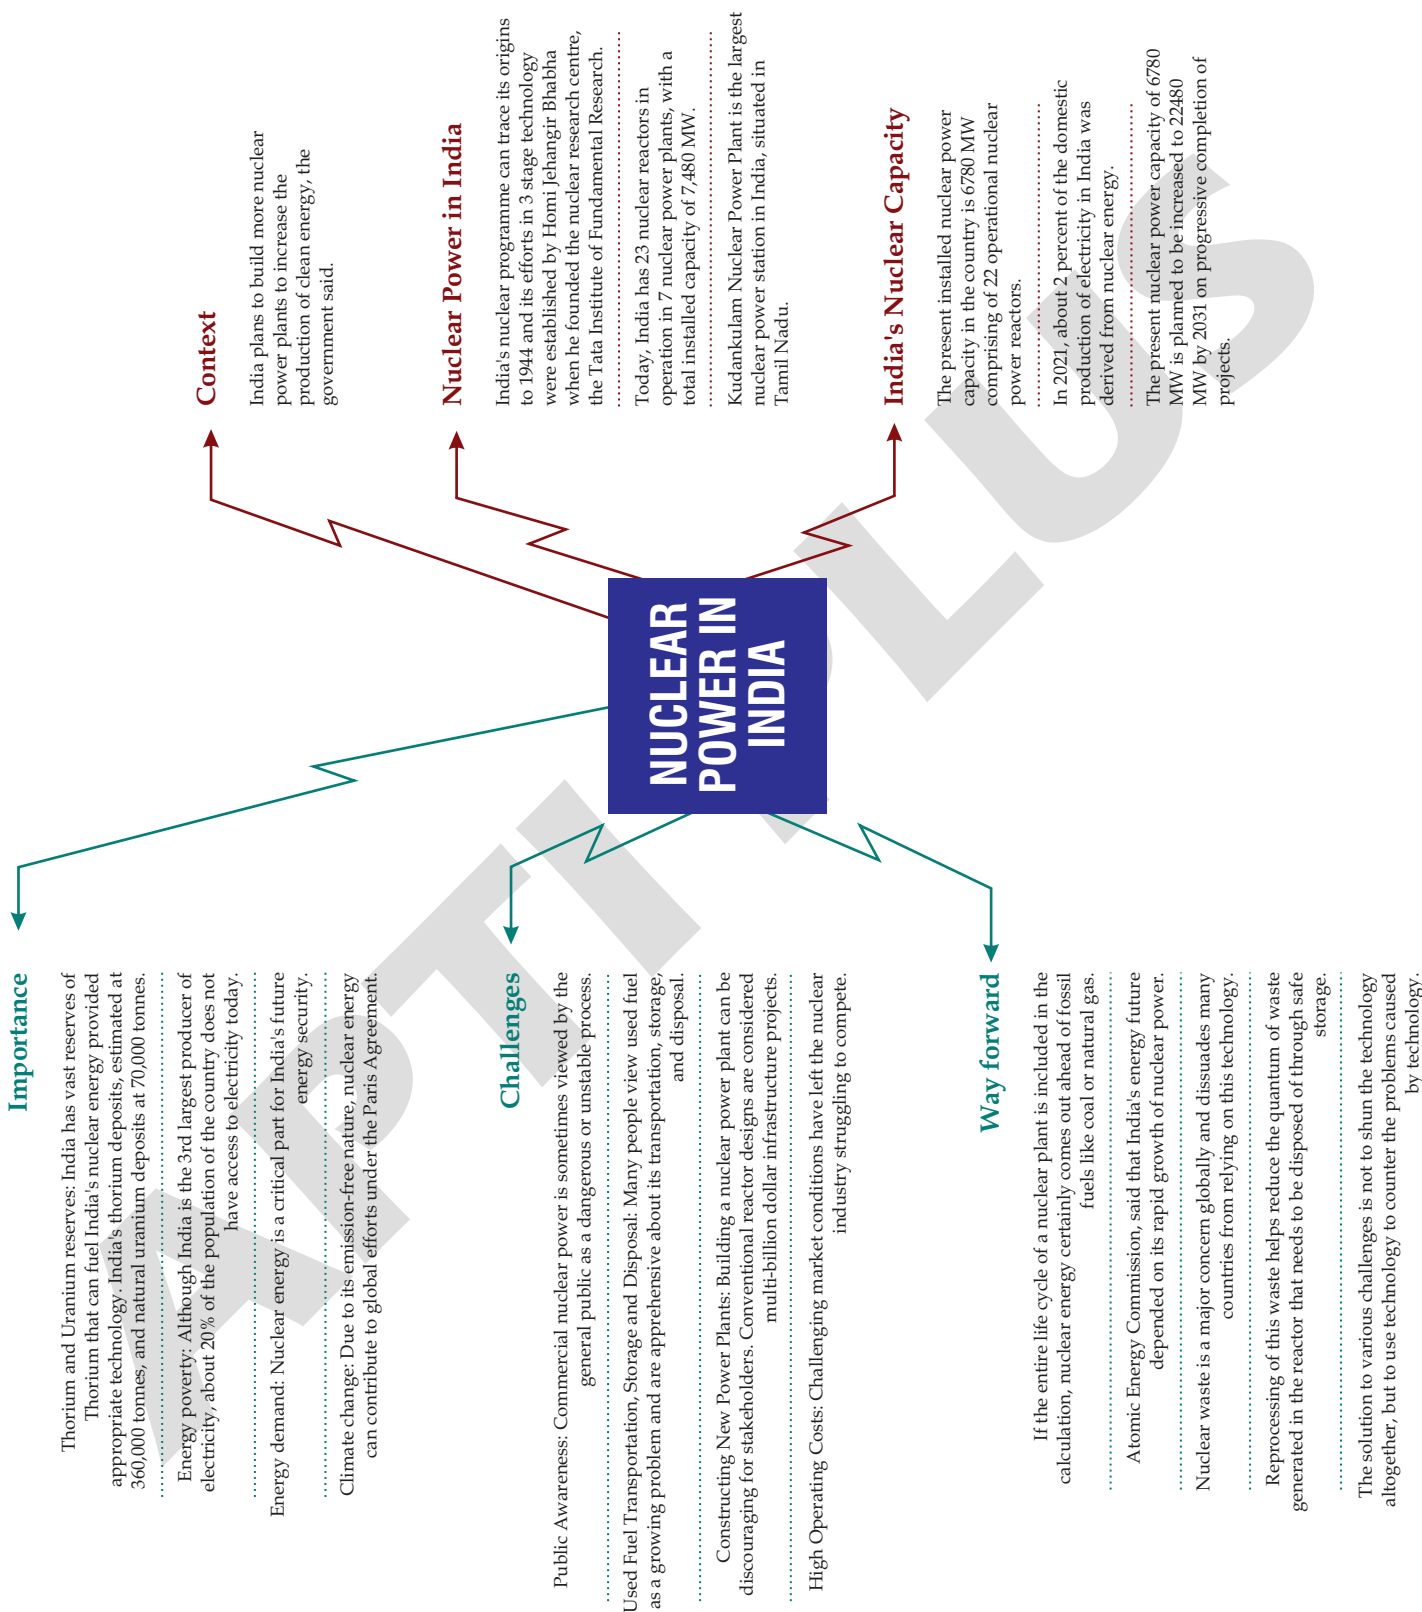 NUCLEAR
POWER IN
INDIA
Importance
Thorium and Uranium reserves: India has vast reserves of
Thorium that can fuel India's nuclear energy provided
appropriate technology. India's thorium deposits, estimated at
360,000 tonnes, and natural uranium deposits at 70,000 tonnes.
Energy poverty: Although India is the 3rd largest producer of
electricity, about 20% of the population of the country does not
have access to electricity today.
Energy demand: Nuclear energy is a critical part for India's future
energy security.
Climate change: Due to its emission-free nature, nuclear energy
can contribute to global efforts under the Paris Agreement.
Challenges
Public Awareness: Commercial nuclear power is sometimes viewed by the
general public as a dangerous or unstable process.
Used Fuel Transportation, Storage and Disposal: Many people view used fuel
as a growing problem and are apprehensive about its transportation, storage,
and disposal.
Constructing New Power Plants: Building a nuclear power plant can be
discouraging for stakeholders. Conventional reactor designs are considered
multi-billion dollar infrastructure projects.
High Operating Costs: Challenging market conditions have left the nuclear
industry struggling to compete.
Way forward
If the entire life cycle of a nuclear plant is included in the
calculation, nuclear energy certainly comes out ahead of fossil
fuels like coal or natural gas.
Atomic Energy Commission, said that India's energy future
depended on its rapid growth of nuclear power.
Nuclear waste is a major concern globally and dissuades many
countries from relying on this technology.
Reprocessing of this waste helps reduce the quantum of waste
generated in the reactor that needs to be disposed of through safe
storage.
The solution to various challenges is not to shun the technology
altogether, but to use technology to counter the problems caused
by technology.
Context
India plans to build more nuclear
power plants to increase the
production of clean energy, the
government said.
Nuclear Power in India
India's nuclear programme can trace its origins
to 1944 and its efforts in 3 stage technology
were established by Homi Jehangir Bhabha
when he founded the nuclear research centre,
the Tata Institute of Fundamental Research.
Today, India has 23 nuclear reactors in
operation in 7 nuclear power plants, with a
total installed capacity of 7,480 MW.
Kudankulam Nuclear Power Plant is the largest
nuclear power station in India, situated in
Tamil Nadu.
India's Nuclear Capacity
The present installed nuclear power
capacity in the country is 6780 MW
comprising of 22 operational nuclear
power reactors.
In 2021, about 2 percent of the domestic
production of electricity in India was
derived from nuclear energy.
The present nuclear power capacity of 6780
MW is planned to be increased to 22480
MW by 2031 on progressive completion of
projects.
APTI PLUS